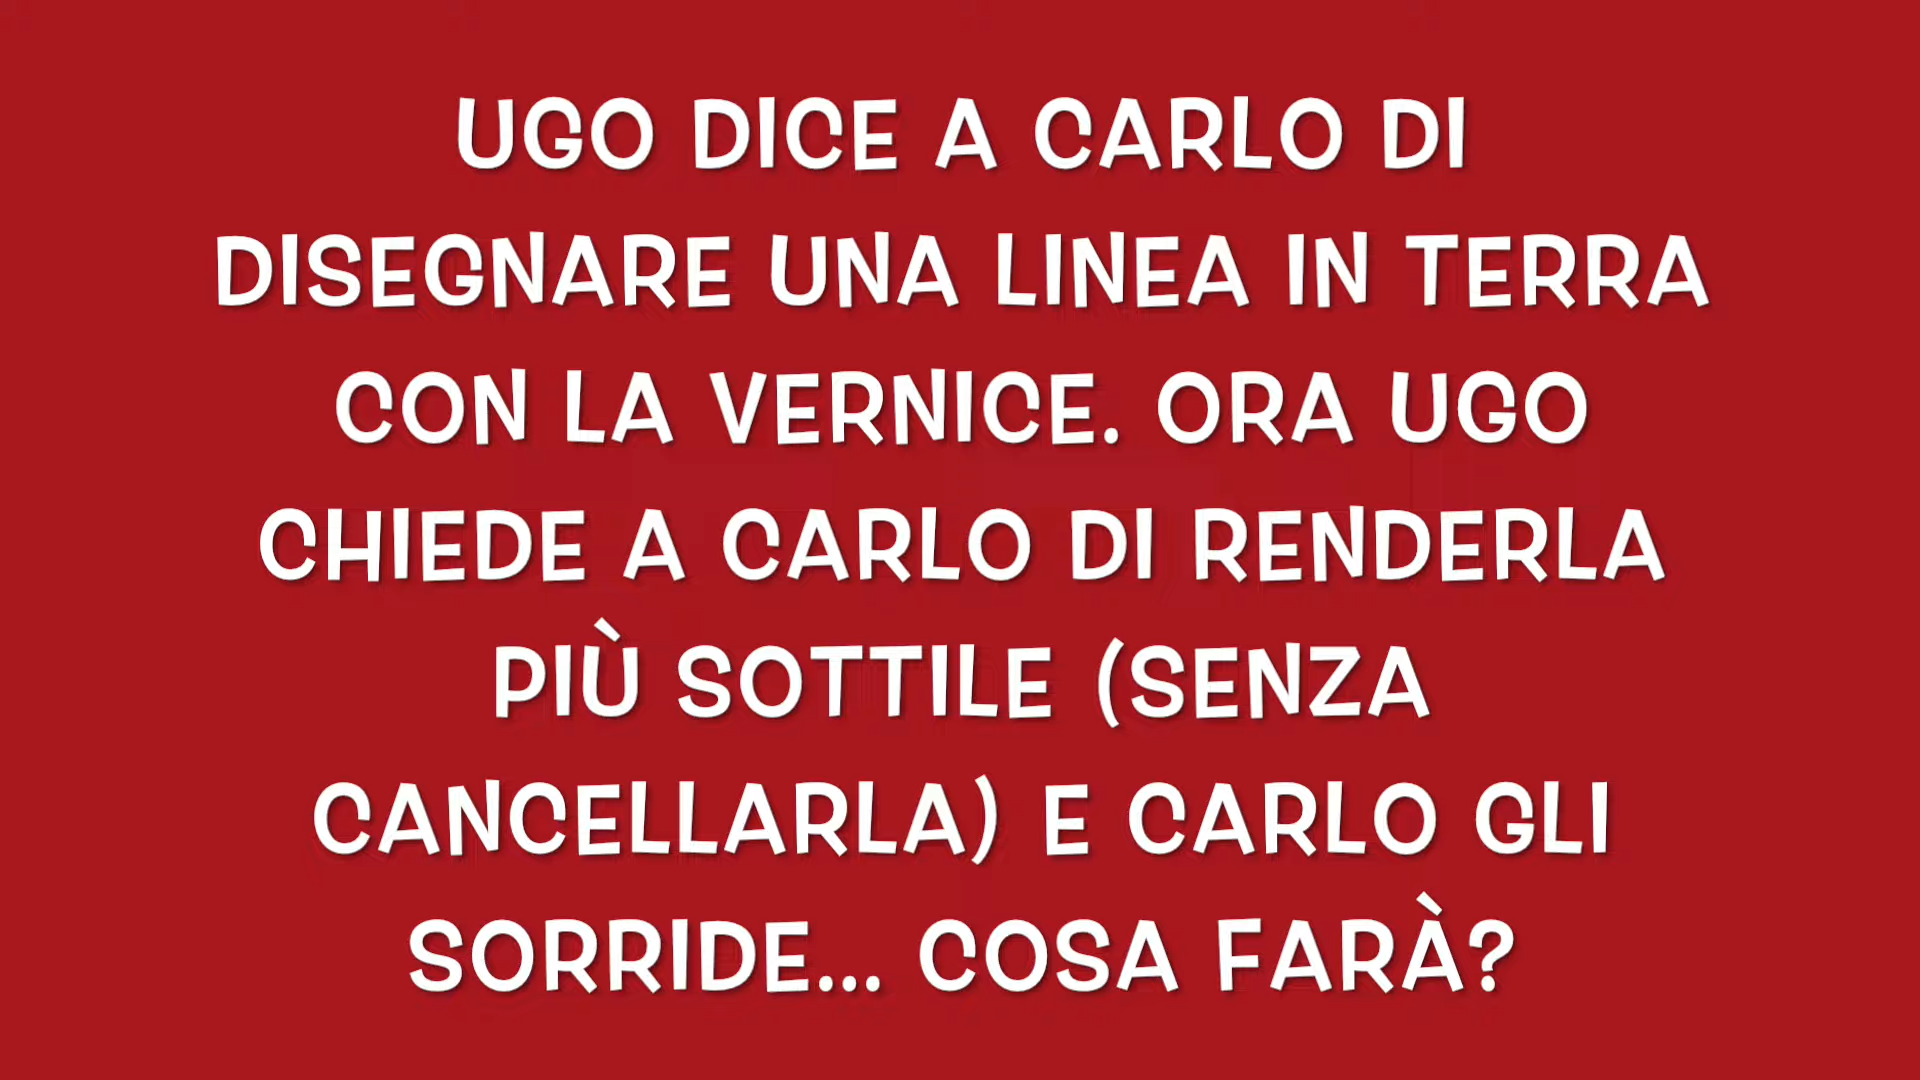 UGO DICE A CARLO DI
DISEGNARE UNA LINEA IN TERRA
CON LA VERNICE. ORA UGO
CHIEDE A CARLO DI RENDERLA
PIÙ SOTTILE (SENZA
CANCELLARLA) E CARLO GLI
SORRIDE... COSA FARÀ?